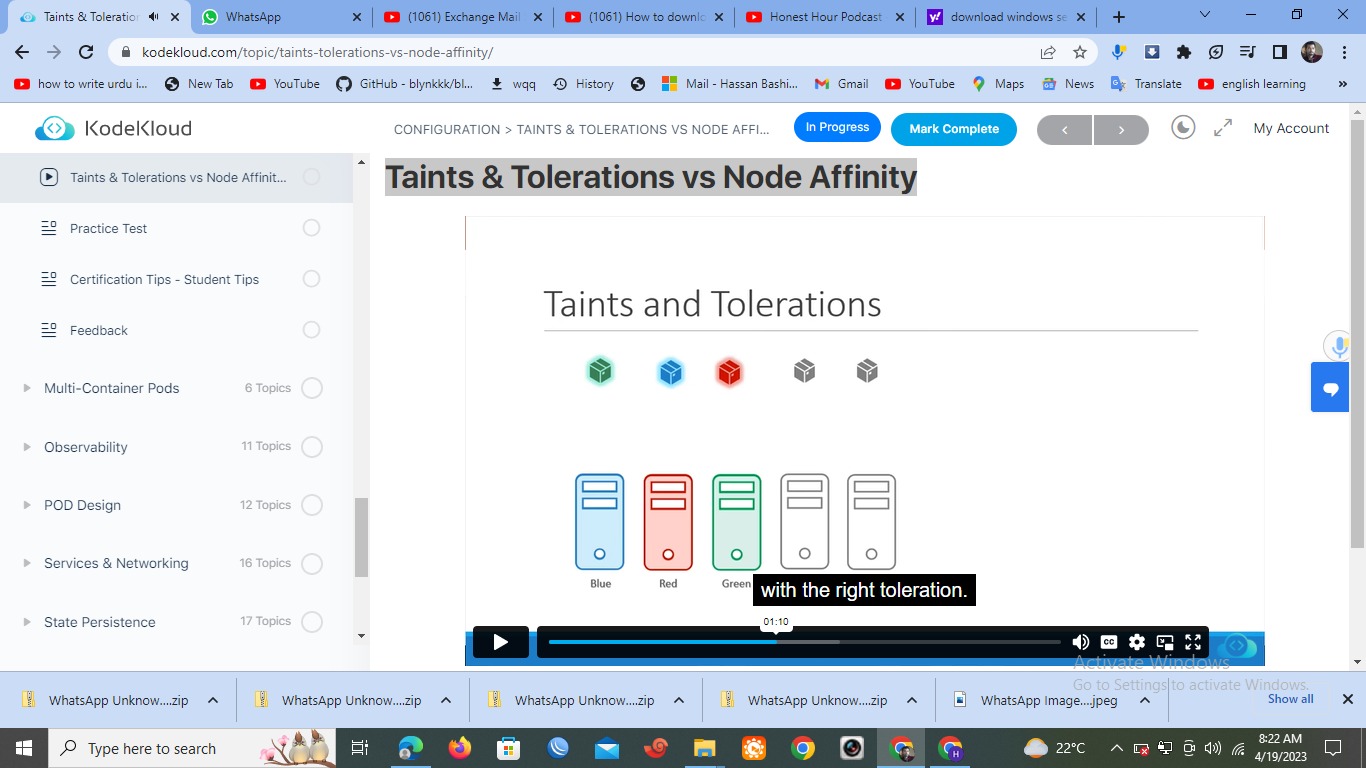 Taints & Toleration
WhatsApp
(1061) Exchange Mail
(1061) How to downlo
Honest Hour Podcast
download windows se
kodekloud.com/topic/taints-tolerations-vs-node-affinity/
how to write urdu i...
New Tab
YouTube
GitHub - blynkkk/bl...
wqq
History
Mail - Hassan Bashi...
Gmail
YouTube
Maps
News
Translate
english learning
»
KodeKloud
CONFIGURATION > TAINTS & TOLERATIONS VS NODE AFFI...
In Progress
Mark Complete
My Account
Taints & Tolerations vs Node Affinit...
Practice Test
Certification Tips - Student Tips
Feedback
Multi-Container Pods
6 Topics
Observability
11 Topics
POD Design
12 Topics
Services & Networking
16 Topics
State Persistence
17 Topics
Taints & Tolerations vs Node Affinity
Taints and Tolerations
Blue
Red
Green
with the right toleration.
01:10
CC
Activate Windows
Go to Settings to activate Windows.
WhatsApp Unknow....zip
WhatsApp Unknow....zip
WhatsApp Unknow....zip
WhatsApp Unknow....zip
WhatsApp Image....jpeg
Show all
Type here to search
22°C
8:22 AM
4/19/2023